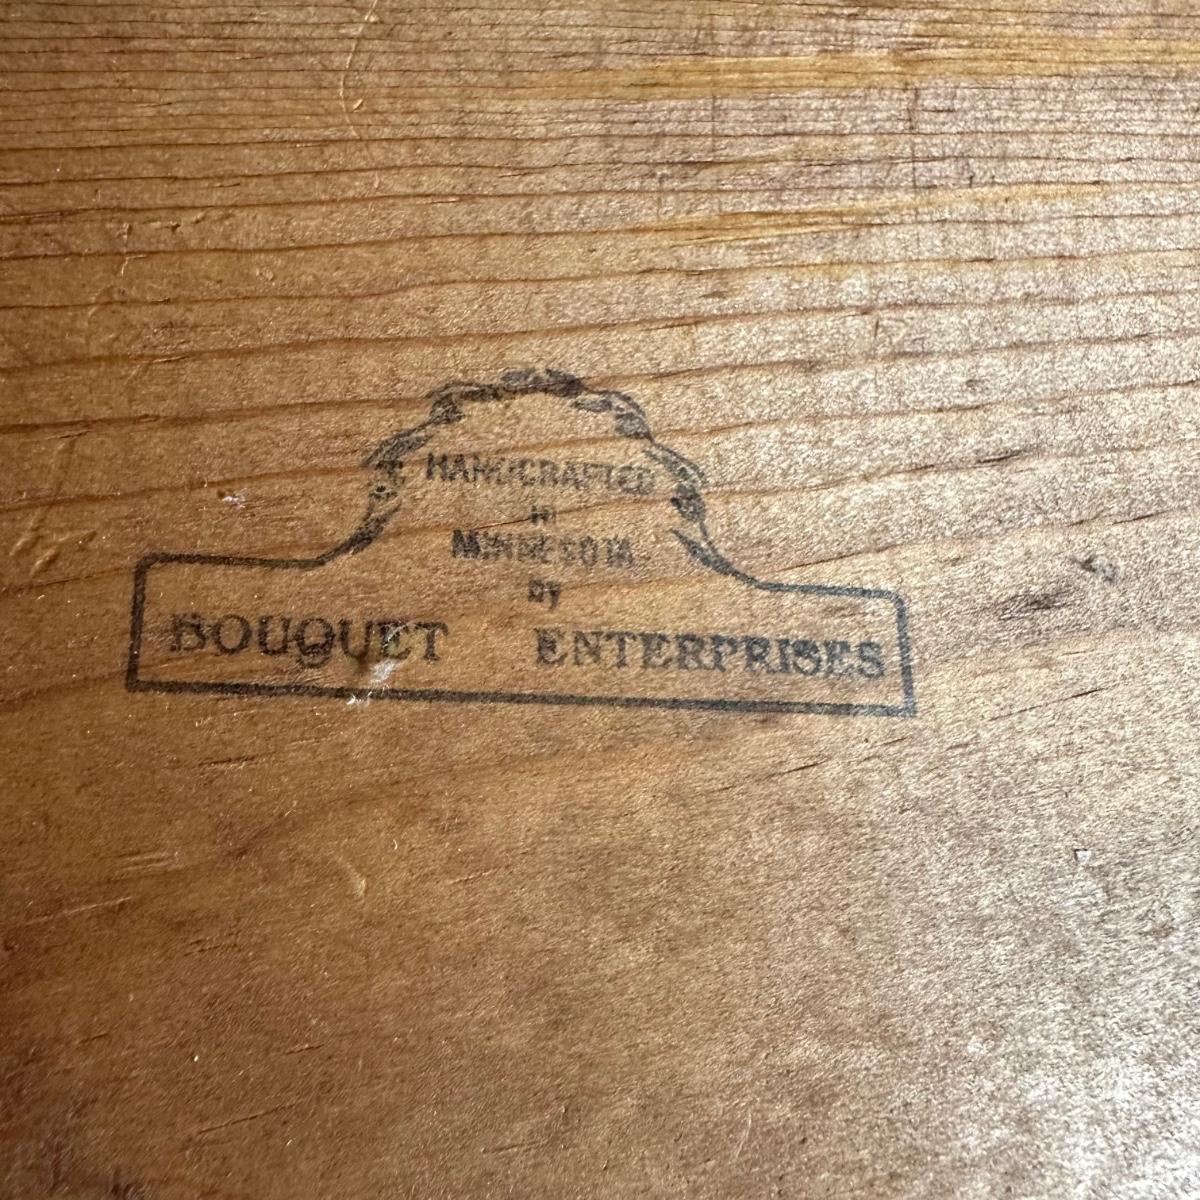 HANDCRAFTED
IN
MINNESOTA
By
BOUQUET ENTERPRISES